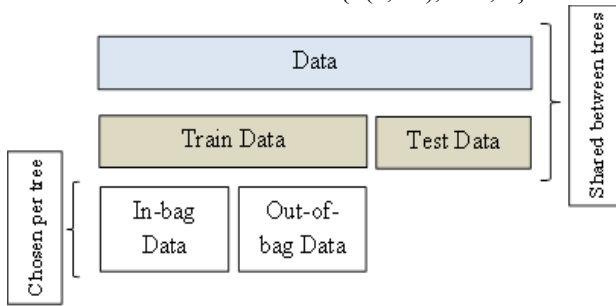 Data
Train Data
Test Data
In-bag
Data
Out-of-
bag Data
Chosen per tree
Shared between trees